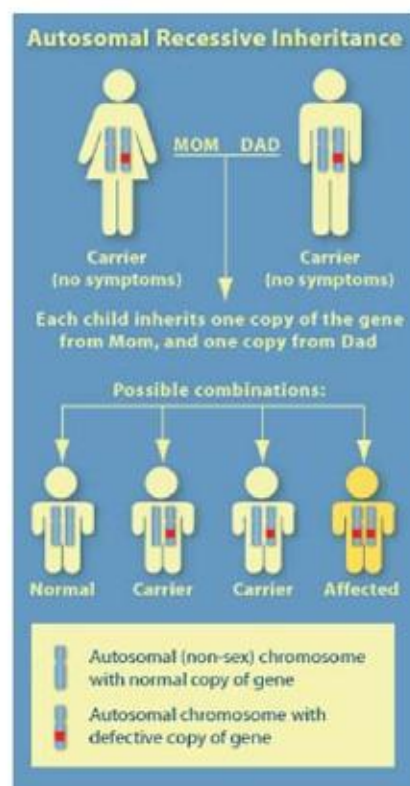 Autosomal Recessive Inheritance
MOM DAD
Carrier
(no symptoms)
Carrier
(no symptoms)
Each child inherits one copy of the gene
from Mom, and one copy from Dad
Possible combinations:
Normal Carrier Carrier Affected
Autosomal (non-sex) chromosome
with normal copy of gene
Autosomal chromosome with
defective copy of gene